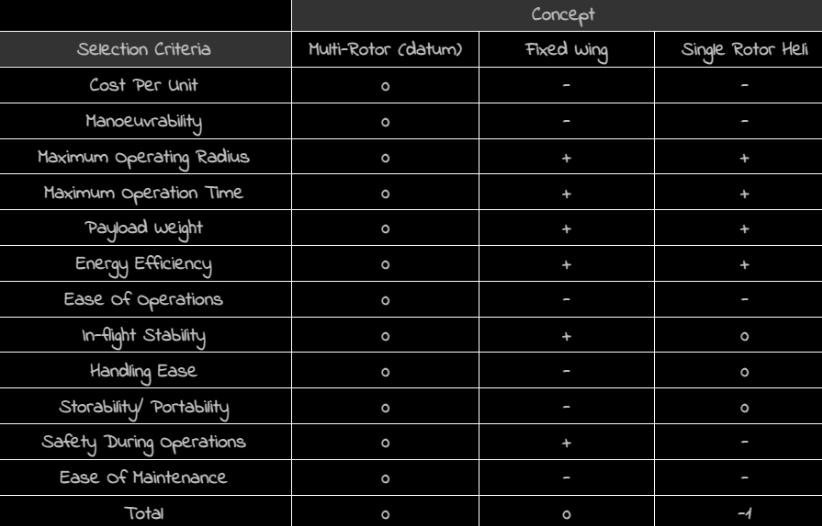 Concept
Selection Criteria Multi-Rotor (datum) Fixed Wing Single Rotor Heli
Cost Per Unit 0 - -
Manoeuvrability 0 - -
Maximum Operating Radius 0 + +
Maximum Operation Time 0 + +
Payload Weight 0 + +
Energy Efficiency 0 + +
Ease Of Operations 0 - -
In-flight Stability 0 + 0
Handling Ease 0 - 0
Storability/ Portability 0 - 0
Safety During Operations 0 + -
Ease Of Maintenance 0 - -
Total 0 0 -1